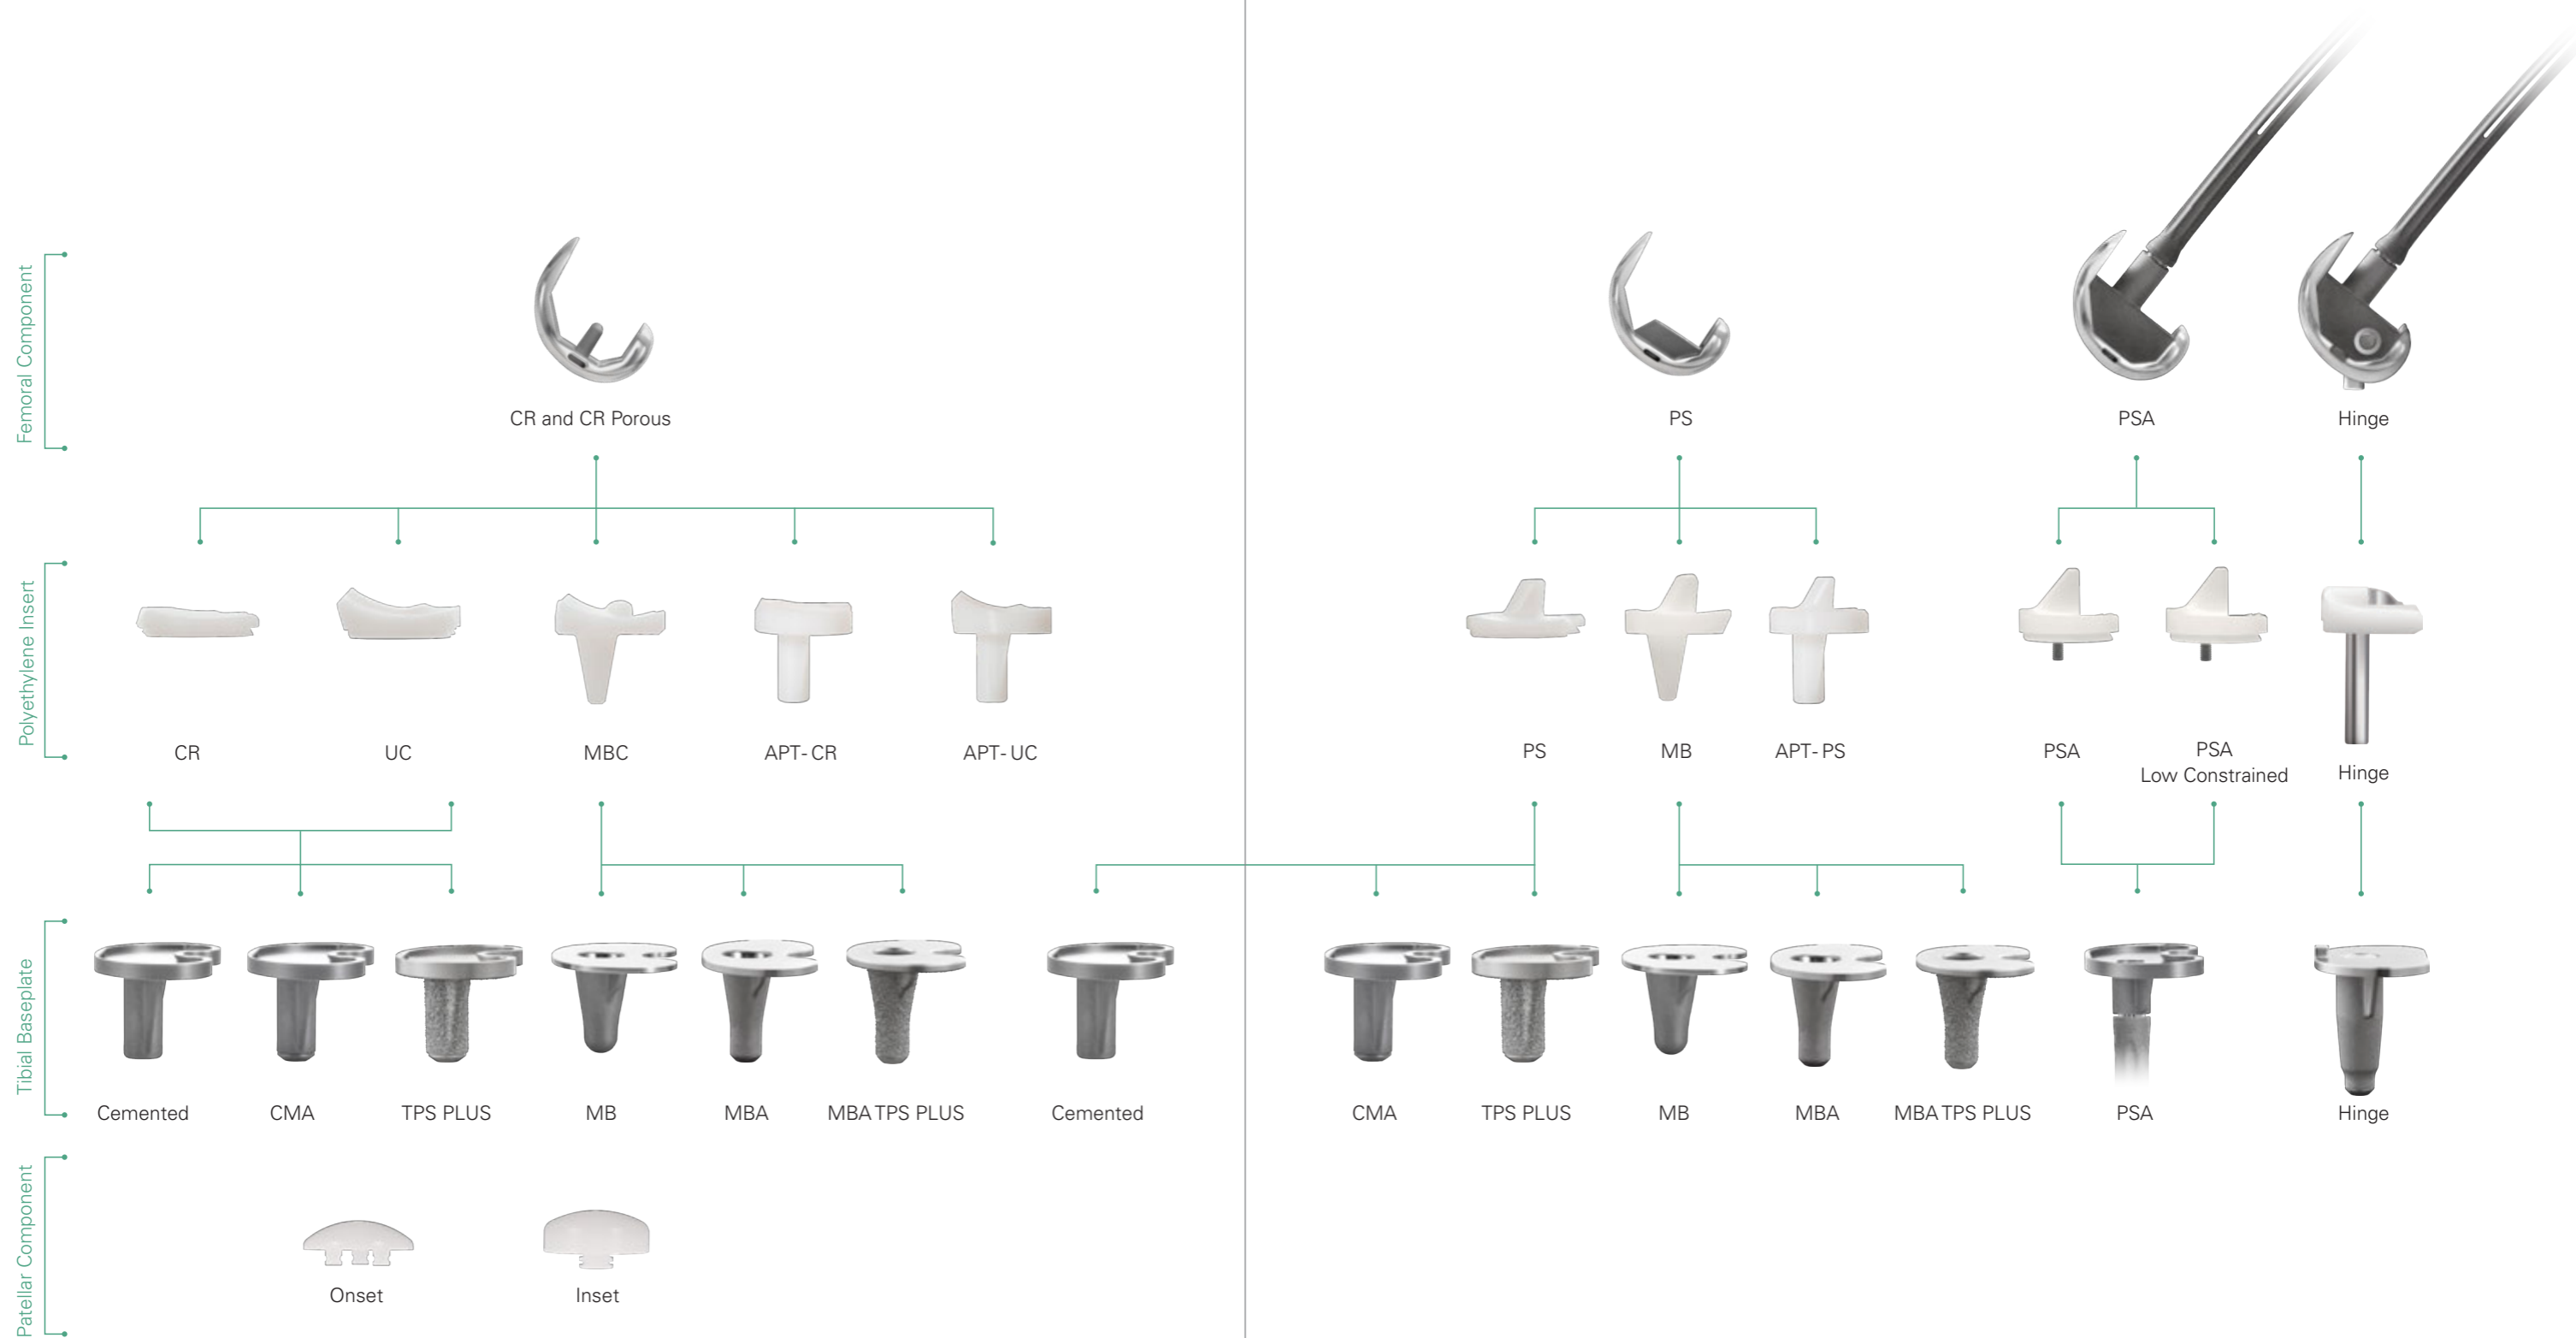 Femoral Component
CR and CR Porous
PS
PSA
Hinge
Polyethylene Insert
CR
UC
MBC
APT-CR
APT-UC
PS
MB
APT-PS
PSA
PSA
Low Constrained
Hinge
Tibial Baseplate
Cemented
CMA
TPS PLUS
MB
MBA
MBA TPS PLUS
Cemented
CMA
TPS PLUS
MB
MBA
MBA TPS PLUS
PSA
Hinge
Patellar Component
Onset
Inset